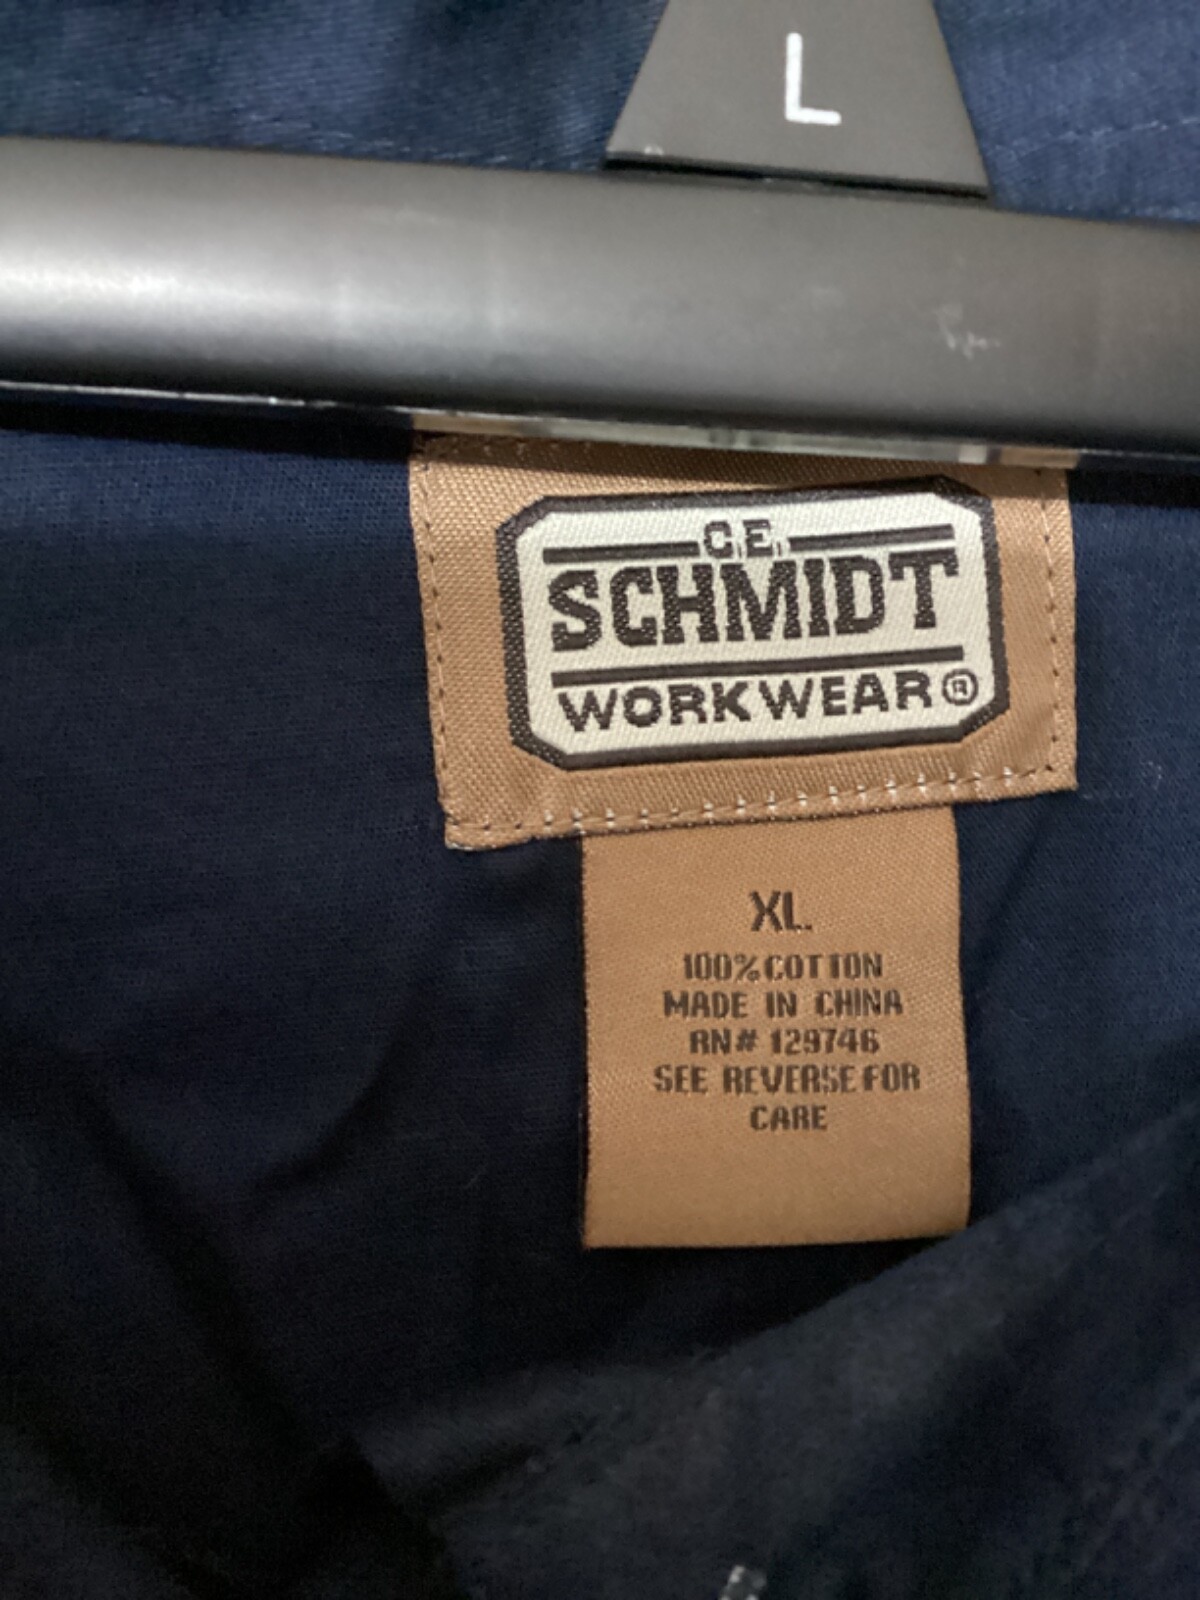 L
C.E.
SCHMIDT
WORKWEAR®
XL
100% COTTON
MADE IN CHINA
RN# 129746
SEE REVERSE FOR
CARE